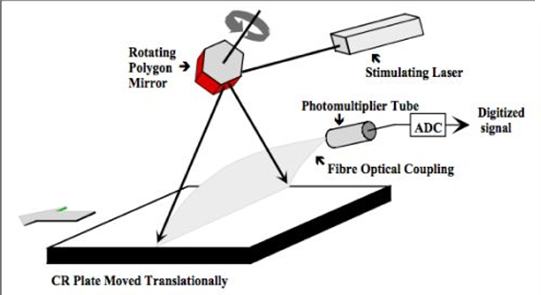 Rotating
Polygon
Mirror
Stimulating Laser
Photomultiplier Tube
ADC
Digitized
signal
Fibre Optical Coupling
CR Plate Moved Translationally